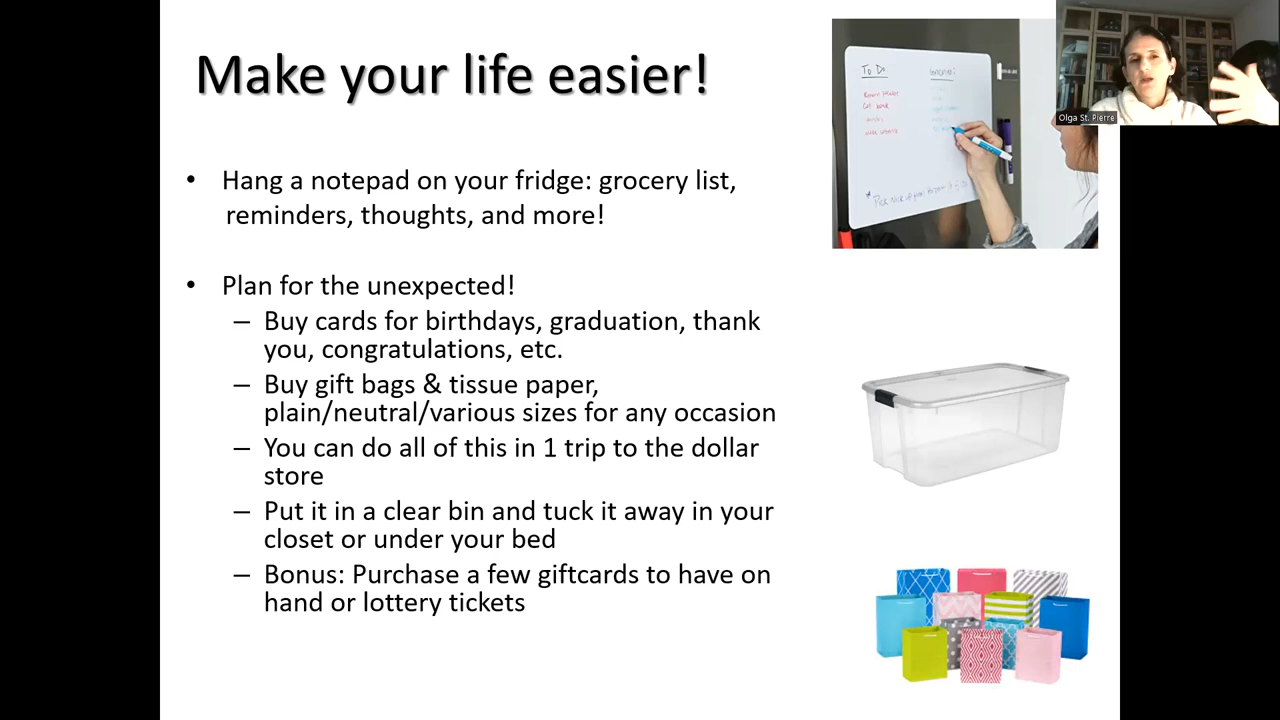 Make your life easier!
To Do
Olga St. Pierre
• Hang a notepad on your fridge: grocery list,
reminders, thoughts, and more!
• Plan for the unexpected!
– Buy cards for birthdays, graduation, thank
you, congratulations, etc.
– Buy gift bags & tissue paper,
plain/neutral/various sizes for any occasion
– You can do all of this in 1 trip to the dollar
store
– Put it in a clear bin and tuck it away in your
closet or under your bed
– Bonus: Purchase a few giftcards to have on
hand or lottery tickets